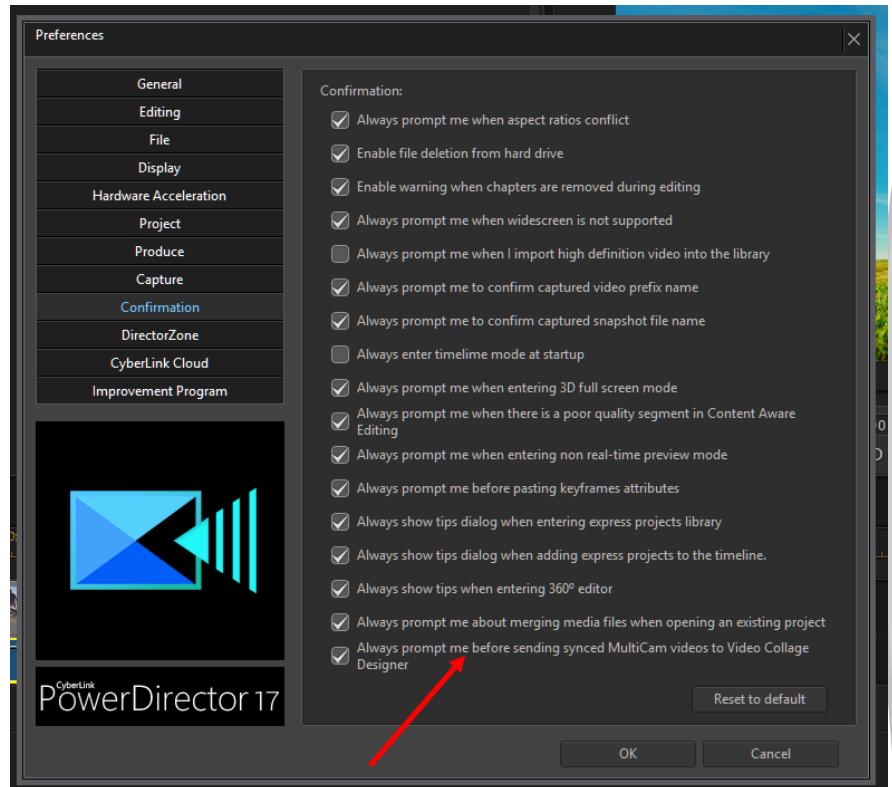 Preferences
General
Editing
File
Display
Hardware Acceleration
Project
Produce
Capture
Confirmation
DirectorZone
CyberLink Cloud
Improvement Program
CyberLink
PowerDirector 17
Confirmation:
Always prompt me when aspect ratios conflict
Enable file deletion from hard drive
Enable warning when chapters are removed during editing
Always prompt me when widescreen is not supported
Always prompt me when I import high definition video into the library
Always prompt me to confirm captured video prefix name
Always prompt me to confirm captured snapshot file name
Always enter timelime mode at startup
Always prompt me when entering 3D full screen mode
Always prompt me when there is a poor quality segment in Content Aware
Editing
Always prompt me when entering non real-time preview mode
Always prompt me before pasting keyframes attributes
Always show tips dialog when entering express projects library
Always show tips dialog when adding express projects to the timeline.
Always show tips when entering 360º editor
Always prompt me about merging media files when opening an existing project
Always prompt me before sending synced MultiCam videos to Video Collage
Designer
Reset to default
OK
Cancel